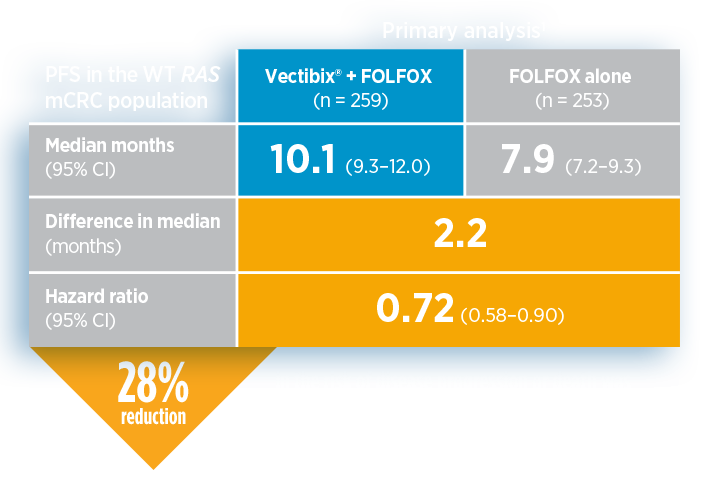 Primary analysis
PFS in the WT RAS
mCRC population
Vectibix® + FOLFOX
(n = 259)
FOLFOX alone
(n = 253)
Median months
(95% CI)
10.1 (9.3–12.0)
7.9 (7.2–9.3)
Difference in median
(months)
2.2
Hazard ratio
(95% CI)
0.72 (0.58–0.90)
28%
reduction